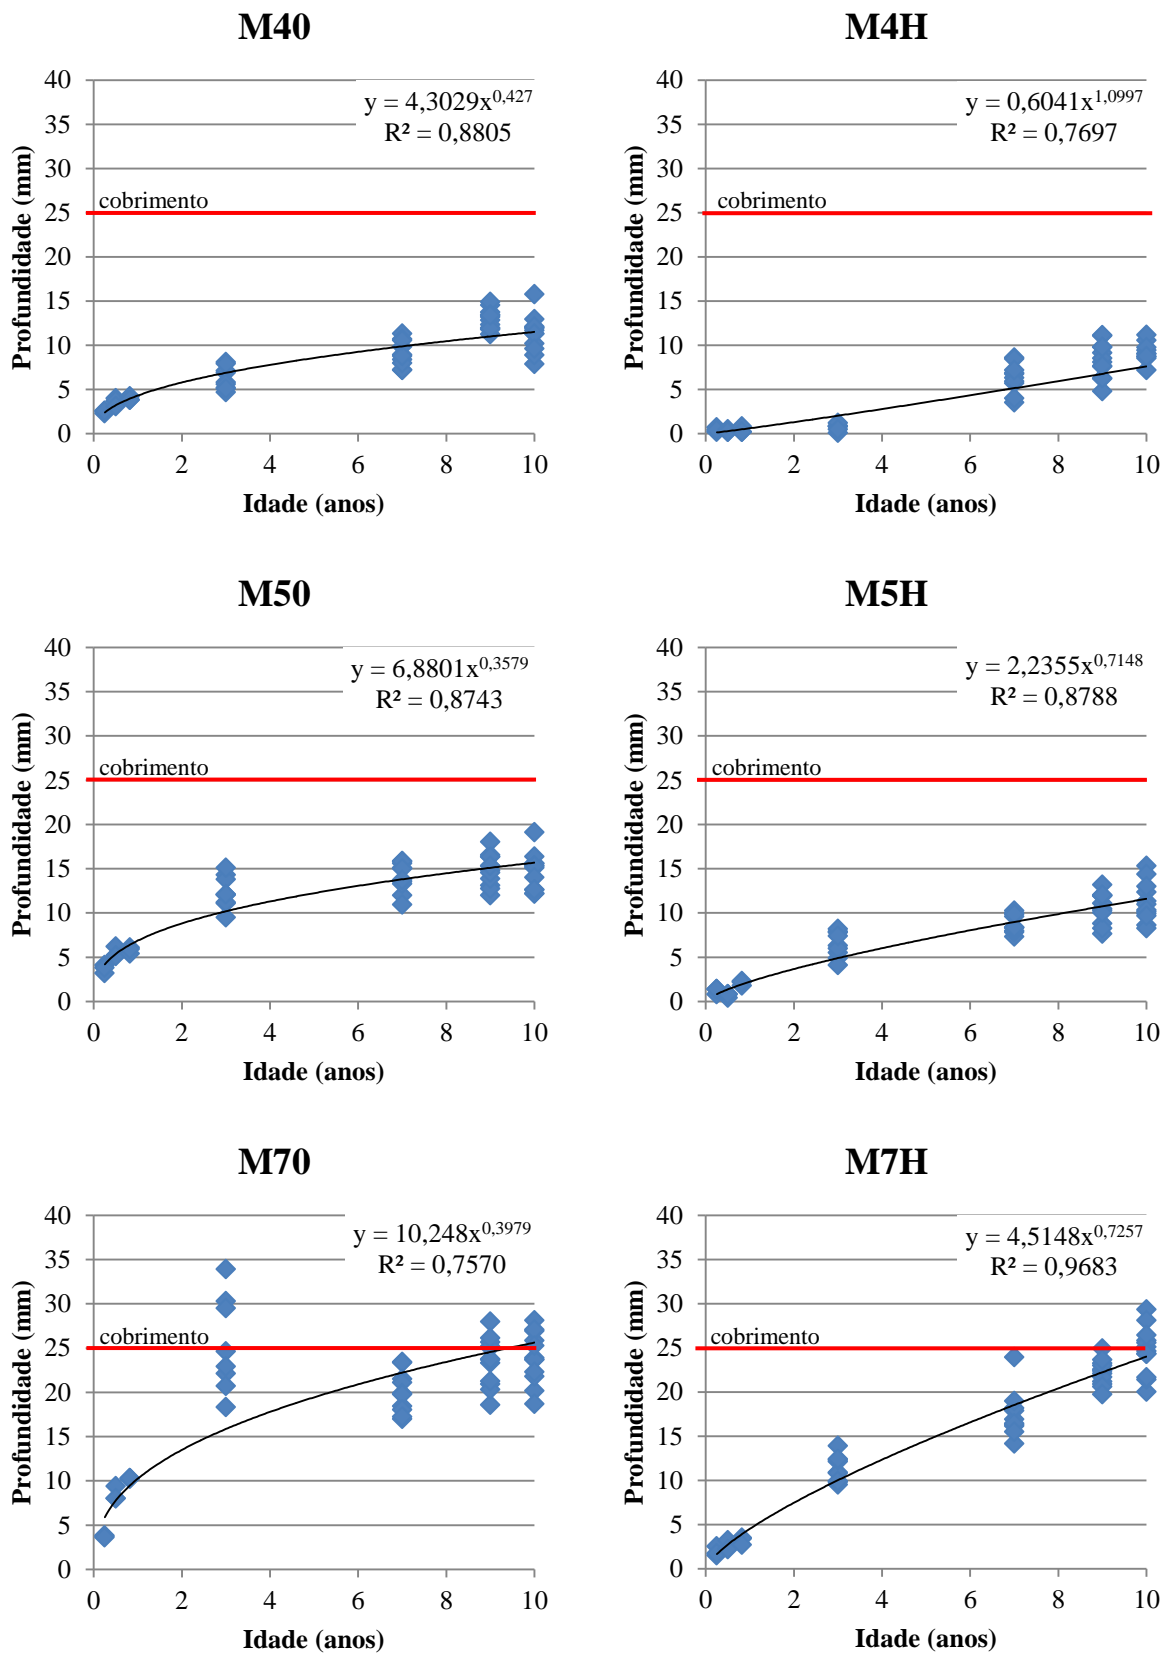 M40
y = 4,3029x^0,427
R² = 0,8805
cobrimento
Profundidade (mm)
40
35
30
25
20
15
10
5
0
0 2 4 6 8 10
Idade (anos)
M4H
y = 0,6041x^1,0997
R² = 0,7697
cobrimento
Profundidade (mm)
40
35
30
25
20
15
10
5
0
0 2 4 6 8 10
Idade (anos)
M50
y = 6,8801x^0,3579
R² = 0,8743
cobrimento
Profundidade (mm)
40
35
30
25
20
15
10
5
0
0 2 4 6 8 10
Idade (anos)
M5H
y = 2,2355x^0,7148
R² = 0,8788
cobrimento
Profundidade (mm)
40
35
30
25
20
15
10
5
0
0 2 4 6 8 10
Idade (anos)
M70
y = 10,248x^0,3979
R² = 0,7570
cobrimento
Profundidade (mm)
40
35
30
25
20
15
10
5
0
0 2 4 6 8 10
Idade (anos)
M7H
y = 4,5148x^0,7257
R² = 0,9683
cobrimento
Profundidade (mm)
40
35
30
25
20
15
10
5
0
0 2 4 6 8 10
Idade (anos)